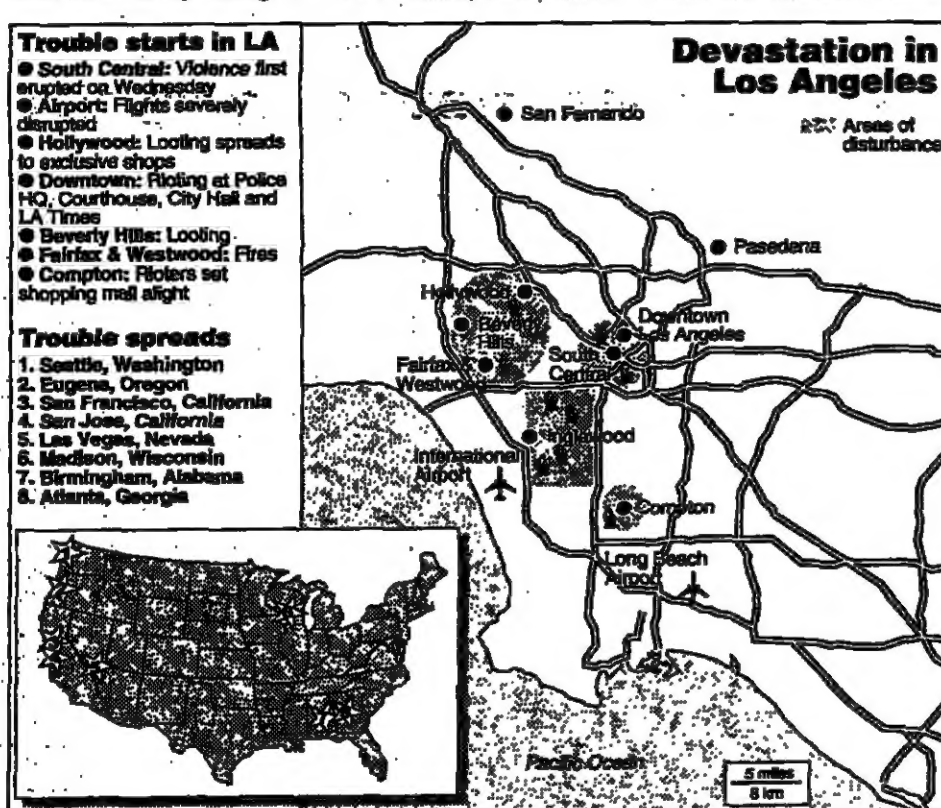 Trouble starts in LA
● South Central: Violence first
erupted on Wednesday
● Airport: Flights severely
disrupted
● Hollywood: Looting spreads
to exclusive shops
● Downtown: Rioting at Police
HQ, Courthouse, City Hall and
LA Times
● Beverly Hills: Looting
● Fairfax & Westwood: Fires
● Compton: Rioters set
shopping mall alight
Trouble spreads
1. Seattle, Washington
2. Eugene, Oregon
3. San Francisco, California
4. San Jose, California
5. Las Vegas, Nevada
6. Madison, Wisconsin
7. Birmingham, Alabama
8. Atlanta, Georgia
Devastation in
Los Angeles
Areas of
disturbance
San Fernando
Pasedena
Hollywood
Beverly
Hills
Downtown
Los Angeles
South
Central
Fairfax &
Westwood
Inglewood
International
Airport
Compton
Long Beach
Airport
Pacific Ocean
5 miles
8 km